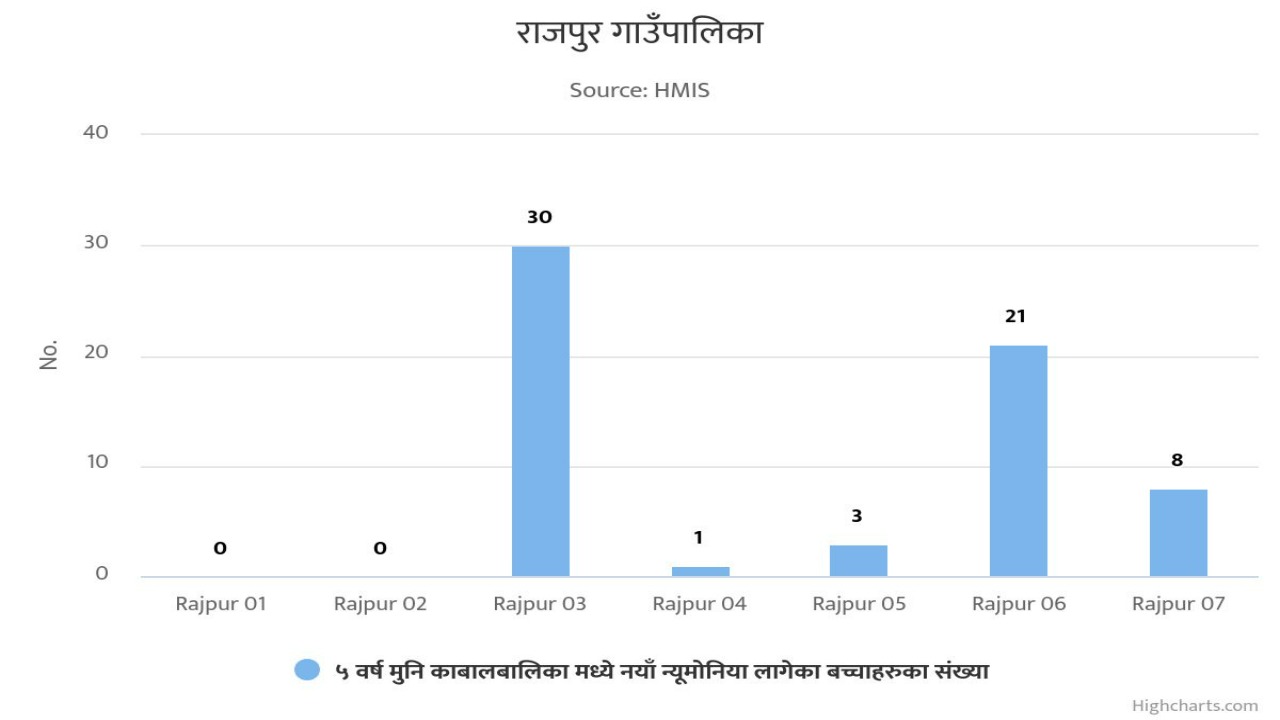 राजपुर गाउँपालिका
Source: HMIS
40
30
20
10
0
No.
0
0
30
1
3
21
8
Rajpur 01
Rajpur 02
Rajpur 03
Rajpur 04
Rajpur 05
Rajpur 06
Rajpur 07
५ वर्ष मुनि काबालबालिका मध्ये नयाँ न्यूमोनिया लागेका बच्चाहरुका संख्या
Highcharts.com